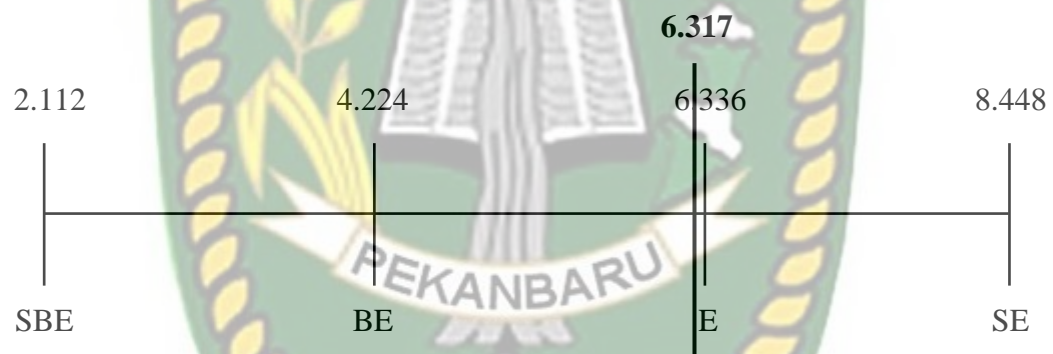 6.317
2.112 4.224 6.336 8.448
PEKANBARU
SBE BE E SE